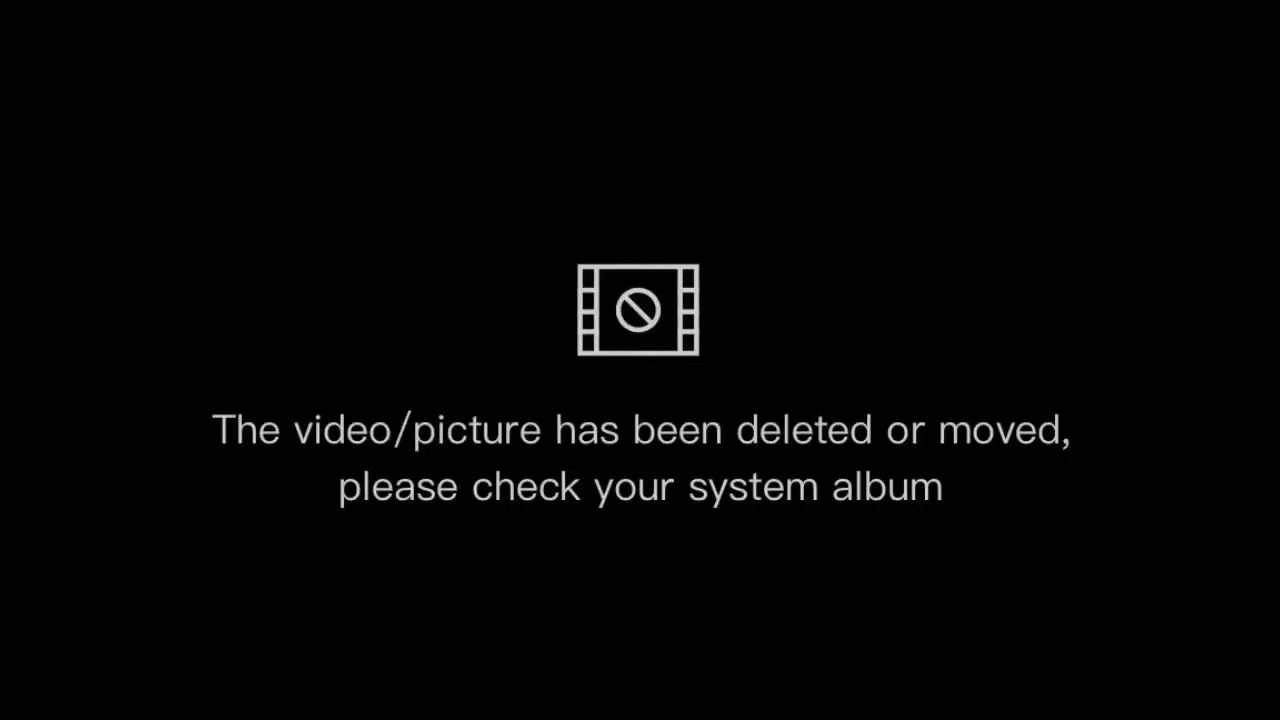 The video/picture has been deleted or moved,
please check your system album